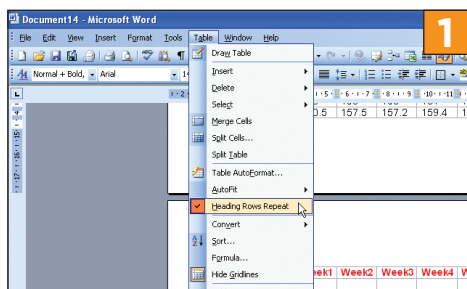 Document14 - Microsoft Word
1
File Edit View Insert Format Tools Table Window Help
Normal + Bold, Arial
Draw Table
Insert
Delete
Select
Merge Cells
Split Cells...
Split Table
Table AutoFormat...
AutoFit
Heading Rows Repeat
Convert
Sort...
Formula...
Hide Gridlines
157.5 157.2 159.4
Week2 Week3 Week4